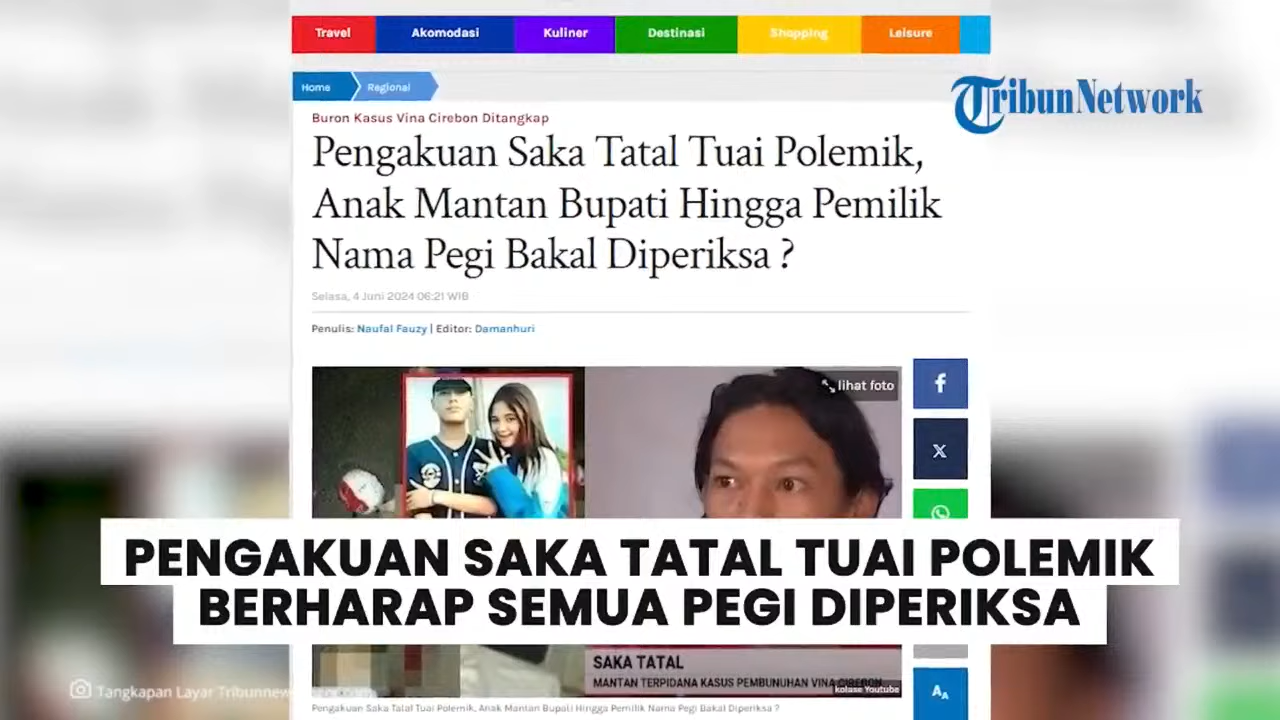 Travel
Akomodasi
Kuliner
Destinasi
Shopping
Leisure
Home
Regional
TribunNetwork
Buron Kasus Vina Cirebon Ditangkap
Pengakuan Saka Tatal Tuai Polemik,
Anak Mantan Bupati Hingga Pemilik
Nama Pegi Bakal Diperiksa ?
Selasa, 4 Juni 2024 06:21 WIB
Penulis: Naufal Fauzy | Editor: Damanhuri
lihat foto
PENGAKUAN SAKA TATAL TUAI POLEMIK
BERHARAP SEMUA PEGI DIPERIKSA
SAKA TATAL
MANTAN TERPIDANA KASUS PEMBUNUHAN VINA CIREBON
kolase Youtube
Tangkapan Layar
AA
Pengakuan Saka Tatal Tuai Polemik, Anak Mantan Bupati Hingga Pemilik Nama Pegi Bakal Diperiksa ?